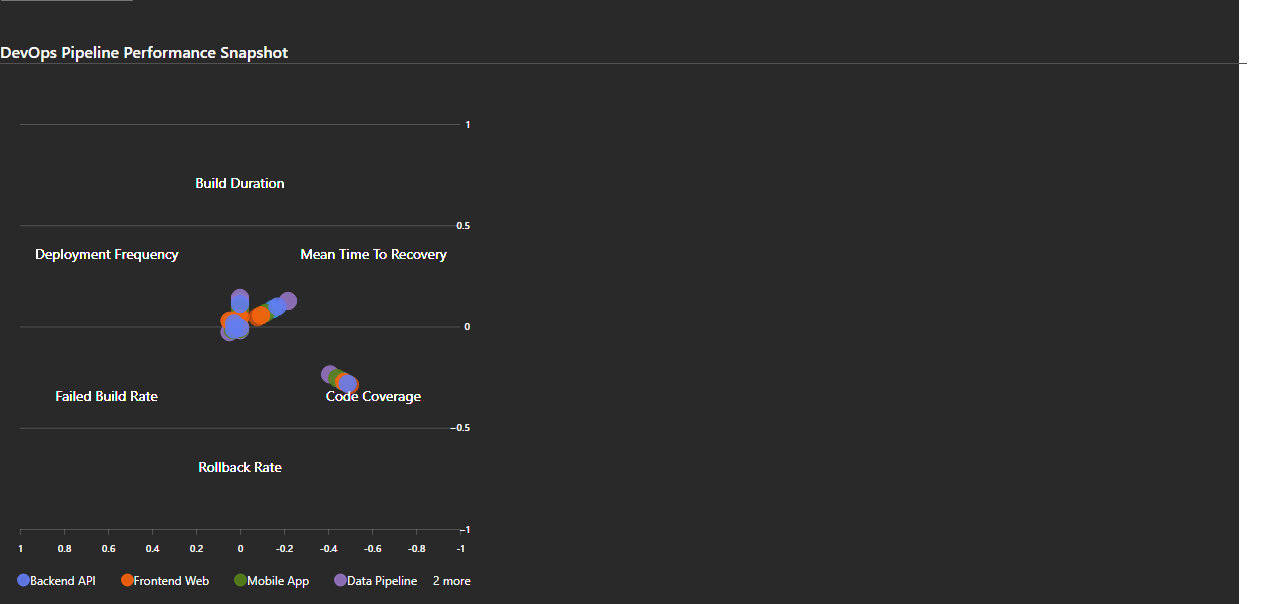 DevOps Pipeline Performance Snapshot
1
Build Duration
0.5
Deployment Frequency Mean Time To Recovery
0
Failed Build Rate Code Coverage
−0.5
Rollback Rate
−1
1 0.8 0.6 0.4 0.2 0 -0.2 -0.4 -0.6 -0.8 -1
Backend API Frontend Web Mobile App Data Pipeline 2 more